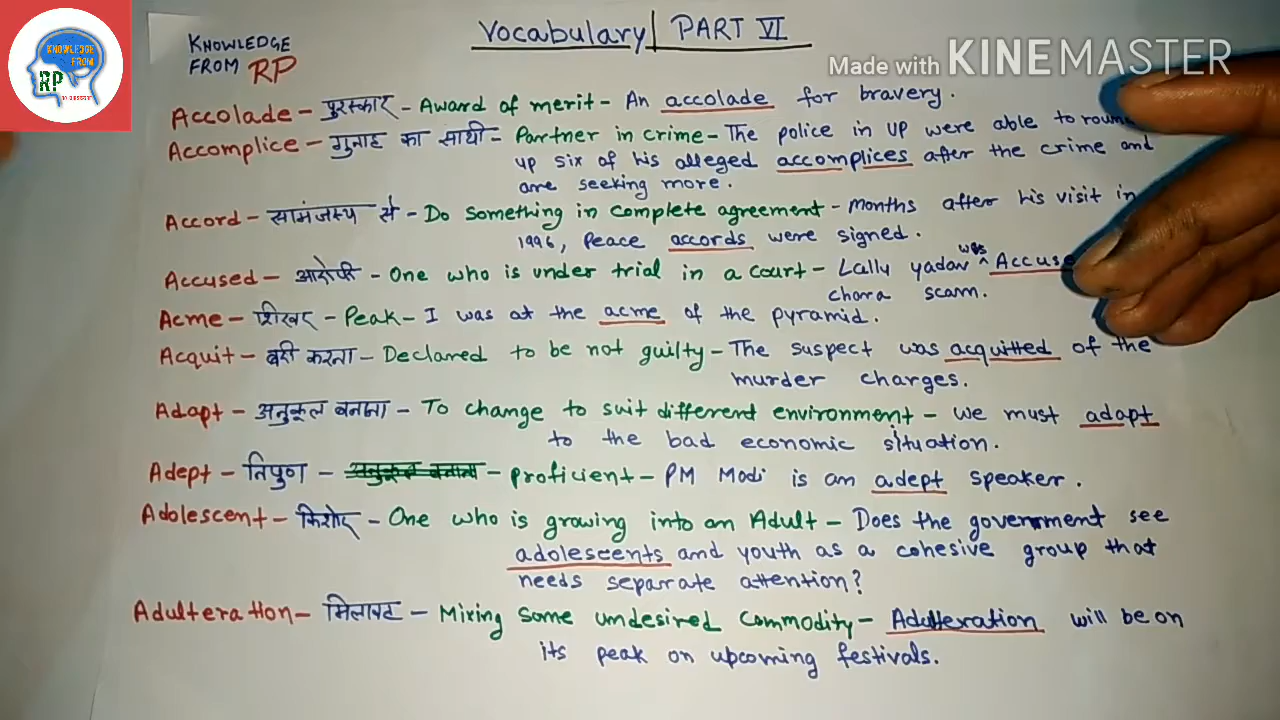 KNOWLEDGE FROM RP TO SUBSCRIBE
KNOWLEDGE
FROM RP
Vocabulary | PART VI
Made with KINEMASTER
Accolade – पुरस्कार – Award of merit – An accolade for bravery.
Accomplice – गुनाह का साथी – Partner in crime – The police in UP were able to
up six of his alleged accomplices after the crime and
are seeking more.
Accord – सामंजस्य से – Do something in complete agreement – Months after his visit in
1996, Peace accords were signed.
Accused – आरोपी – One who is under trial in a court – Lally yadav was
chara scam.
Acme – शिखर – Peak – I was at the acme of the pyramid.
Acquit – बरी करना – Declared to be not guilty – The suspect was acquitted of the
murder charges.
Adapt – अनुकूल बनाना – To change to suit different environment – we must adapt
to the bad economic situation.
Adept – निपुण – अनुकूल बनाना – proficient – PM Modi is an adept speaker.
Adolescent – किशोर – One who is growing into an Adult – Does the government see
adolescents and youth as a cohesive group that
needs separate attention?
Adulteration – मिलावट – Mixing some undesired commodity – Adulteration will be on
its peak on upcoming festivals.